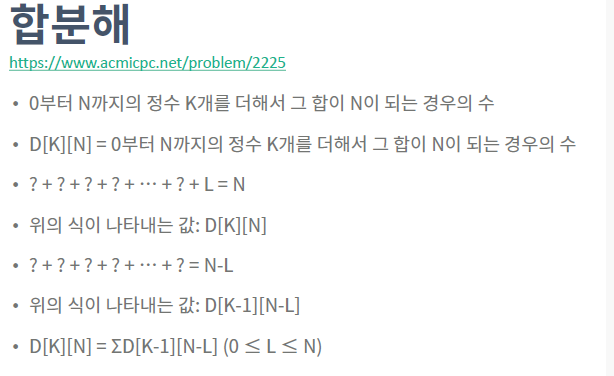 합분해
https://www.acmicpc.net/problem/2225
• 0부터 N까지의 정수 K개를 더해서 그 합이 N이 되는 경우의 수
• D[K][N] = 0부터 N까지의 정수 K개를 더해서 그 합이 N이 되는 경우의 수
• ? + ? + ? + ? + ⋯ + ? + L = N
• 위의 식이 나타내는 값: D[K][N]
• ? + ? + ? + ? + ⋯ + ? = N-L
• 위의 식이 나타내는 값: D[K-1][N-L]
• D[K][N] = ΣD[K-1][N-L] (0 ≤ L ≤ N)